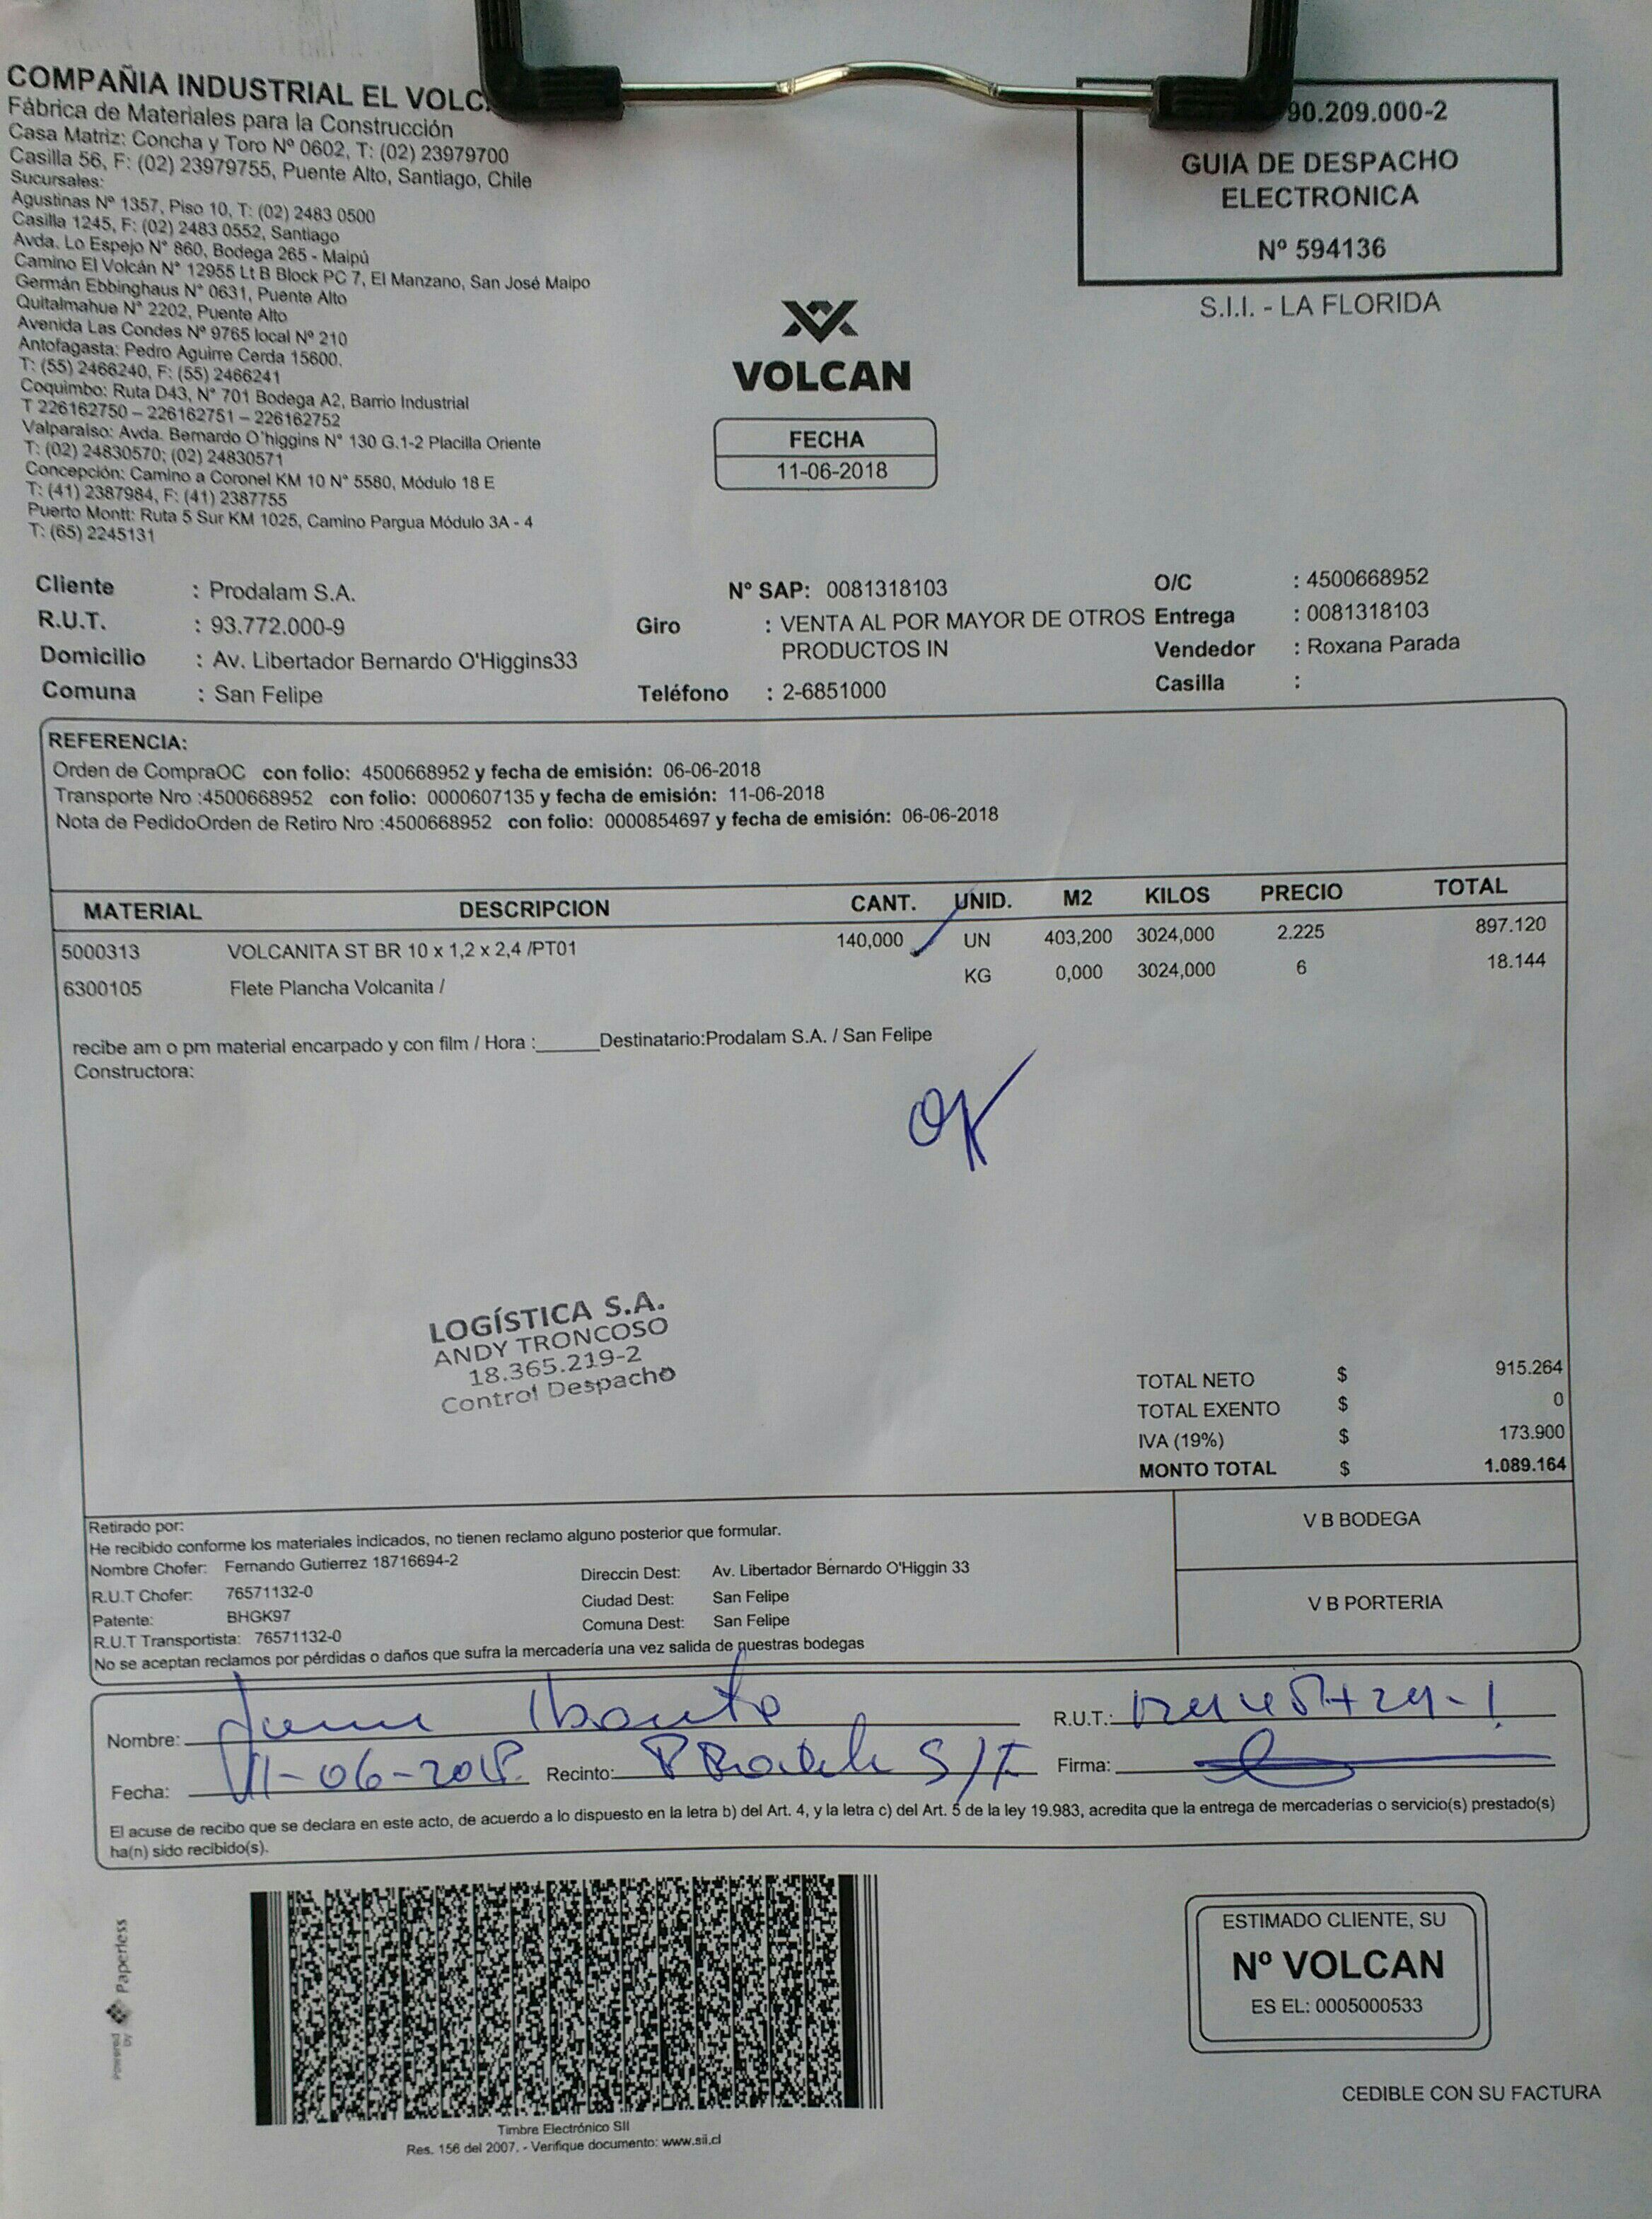 COMPAÑIA INDUSTRIAL EL
Fábrica de Materiales para la Construcción
Casa Matriz: Concha y Toro Nº 0602, T: (02) 23979700
Casilla 56, F: (02) 23979755, Puente Alto, Santiago, Chile
Sucursales:
Agustinas Nº 1357, Piso 10, T: (02) 2483 0500
Casilla 1245, F: (02) 2483 0552, Santiago
Avda. Lo Espejo N° 860, Bodega 265 - Maipú
Camino El Volcán N° 12955 Lt B Block PC 7, El Manzano, San José Maipo
Germán Ebbinghaus N° 0631, Puente Alto
Quitalmahue N° 2202, Puente Alto
Avenida Las Condes Nº 9765 local Nº 210
Antofagasta: Pedro Aguirre Cerda 15600.
T: (55) 2466240, F: (55) 2466241
Coquimbo: Ruta D43, N° 701 Bodega A2, Barrio Industrial
T 226162750 – 226162751 – 226162752
Valparaíso: Avda. Bernardo O'higgins N° 130 G.1-2 Placilla Oriente
T: (02) 24830570; (02) 24830571
Concepción: Camino a Coronel KM 10 N° 5580, Módulo 18 E
T: (41) 2387984, F: (41) 2387755
Puerto Montt: Ruta 5 Sur KM 1025, Camino Pargua Módulo 3A - 4
T: (65) 2245131
90.209.000-2
GUIA DE DESPACHO
ELECTRONICA
Nº 594136
S.I.I. - LA FLORIDA
VOLCAN
FECHA
11-06-2018
Cliente : Prodalam S.A. N° SAP: 0081318103 O/C : 4500668952
R.U.T. : 93.772.000-9 Giro : VENTA AL POR MAYOR DE OTROS Entrega : 0081318103
PRODUCTOS IN Vendedor : Roxana Parada
Domicilio : Av. Libertador Bernardo O'Higgins33
Comuna : San Felipe Teléfono : 2-6851000 Casilla :
REFERENCIA:
Orden de CompraOC con folio: 4500668952 y fecha de emisión: 06-06-2018
Transporte Nro :4500668952 con folio: 0000607135 y fecha de emisión: 11-06-2018
Nota de PedidoOrden de Retiro Nro :4500668952 con folio: 0000854697 y fecha de emisión: 06-06-2018
MATERIAL DESCRIPCION CANT. UNID. M2 KILOS PRECIO TOTAL
5000313 VOLCANITA ST BR 10 x 1,2 x 2,4 /PT01 140,000 UN 403,200 3024,000 2.225 897.120
6300105 Flete Plancha Volcanita / KG 0,000 3024,000 6 18.144
recibe am o pm material encarpado y con film / Hora :______Destinatario:Prodalam S.A. / San Felipe
Constructora:
OK
LOGÍSTICA S.A.
ANDY TRONCOSO
18.365.219-2
Control Despacho
TOTAL NETO $ 915.264
TOTAL EXENTO $ 0
IVA (19%) $ 173.900
MONTO TOTAL $ 1.089.164
Retirado por:
He recibido conforme los materiales indicados, no tienen reclamo alguno posterior que formular.
Nombre Chofer: Fernando Gutierrez 18716694-2 Direccin Dest: Av. Libertador Bernardo O'Higgin 33
R.U.T Chofer: 76571132-0 Ciudad Dest: San Felipe
Patente: BHGK97 Comuna Dest: San Felipe
R.U.T Transportista: 76571132-0
No se aceptan reclamos por pérdidas o daños que sufra la mercadería una vez salida de nuestras bodegas
V B BODEGA
V B PORTERIA
Nombre: R.U.T.:
Fecha: 11-06-2018. Recinto: Firma:
El acuse de recibo que se declara en este acto, de acuerdo a lo dispuesto en la letra b) del Art. 4, y la letra c) del Art. 5 de la ley 19.983, acredita que la entrega de mercaderías o servicio(s) prestado(s)
ha(n) sido recibido(s).
Powered by Paperless
Timbre Electrónico SII
Res. 156 del 2007. - Verifique documento: www.sii.cl
ESTIMADO CLIENTE, SU
Nº VOLCAN
ES EL: 0005000533
CEDIBLE CON SU FACTURA